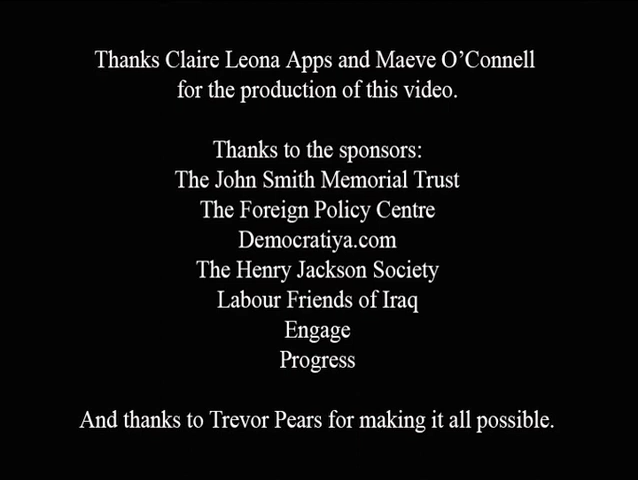 Thanks Claire Leona Apps and Maeve O’Connell
for the production of this video.
Thanks to the sponsors:
The John Smith Memorial Trust
The Foreign Policy Centre
Democratiya.com
The Henry Jackson Society
Labour Friends of Iraq
Engage
Progress
And thanks to Trevor Pears for making it all possible.